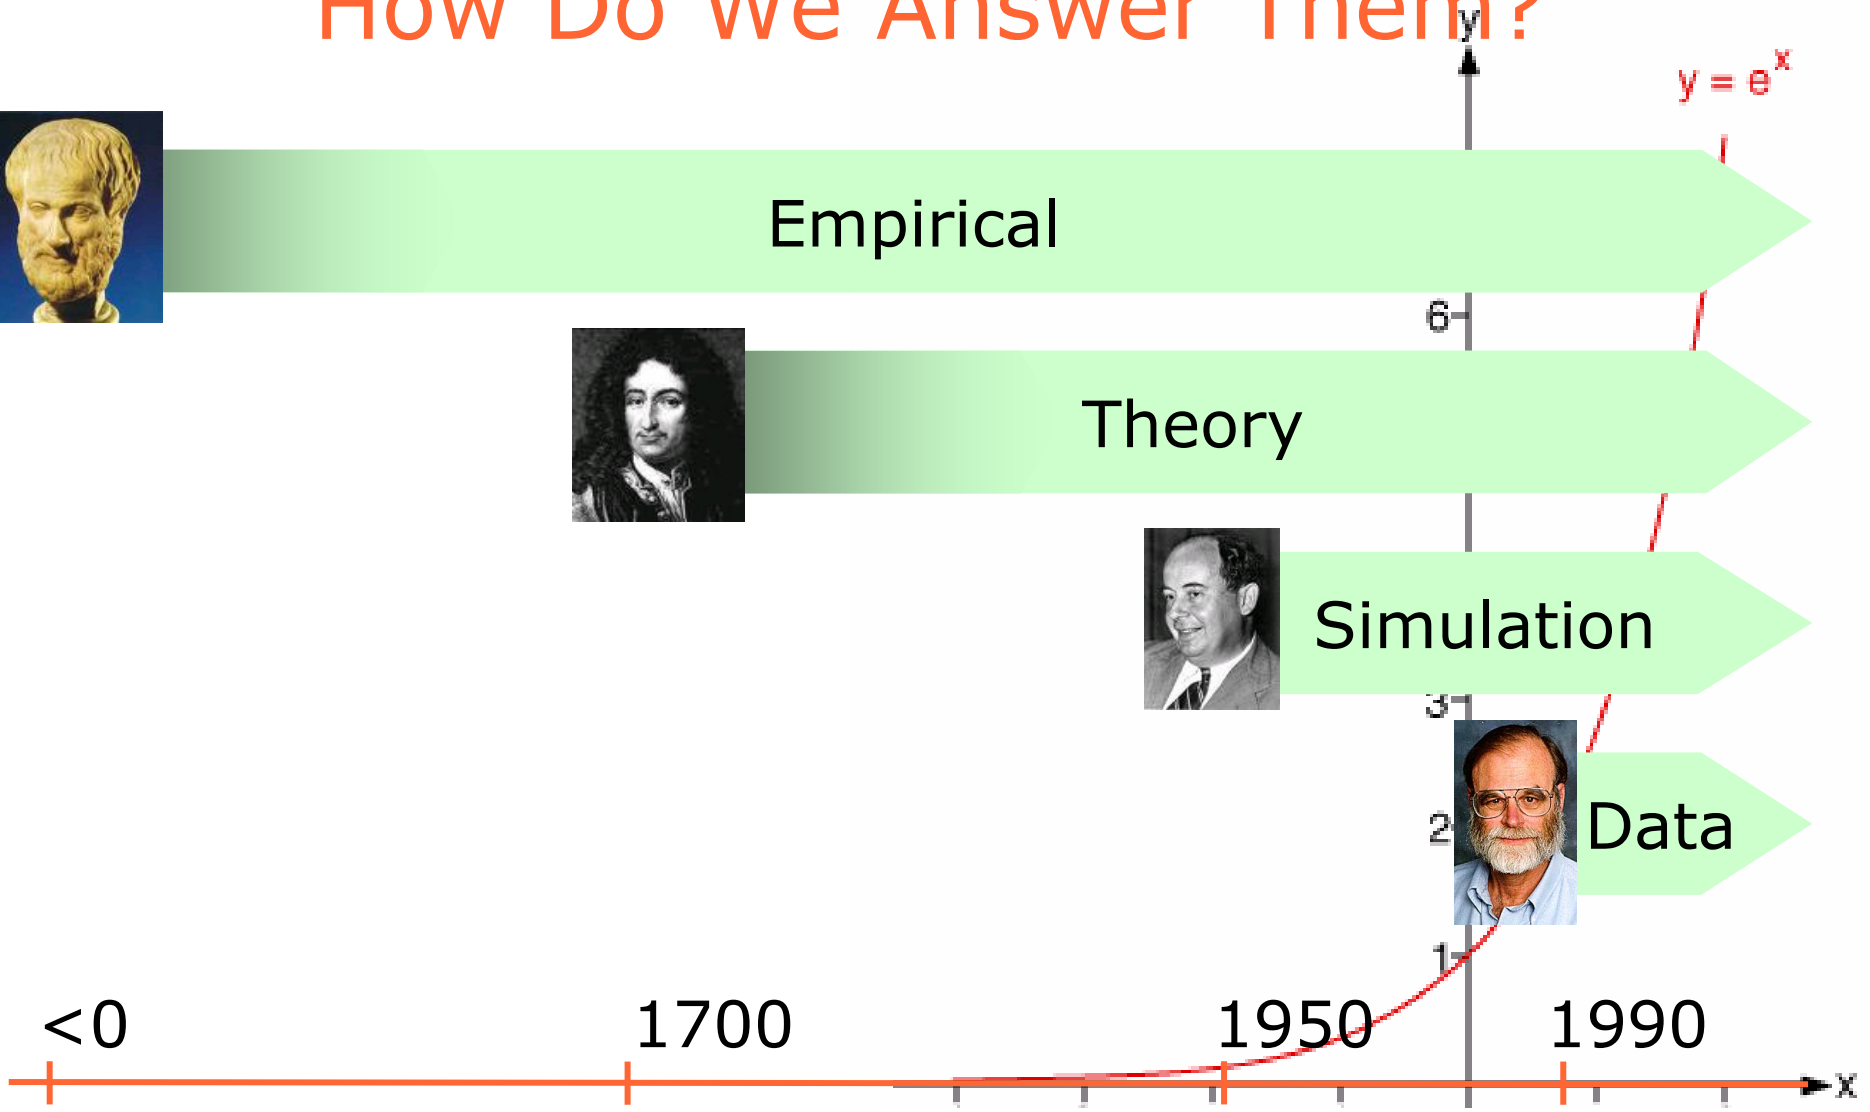 How Do We Answer Them?
y
y = e^x
Empirical
6
Theory
Simulation
3
Data
2
1
<0 1700 1950 1990
x